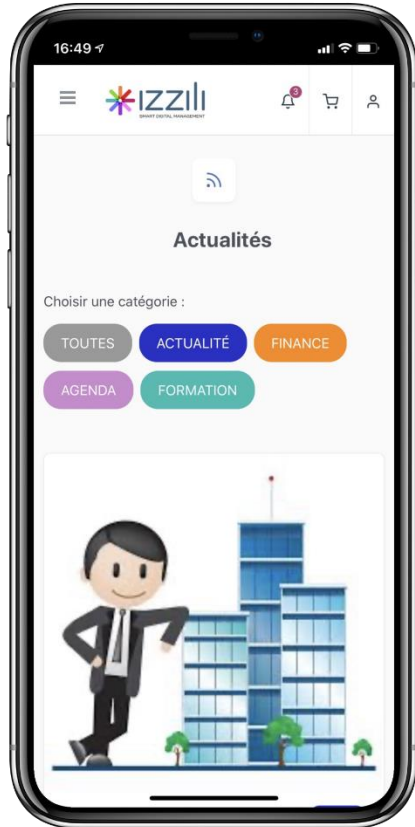 16:49
3
IZZILI
SMART DIGITAL MANAGEMENT
Actualités
Choisir une catégorie :
TOUTES
ACTUALITÉ
FINANCE
AGENDA
FORMATION